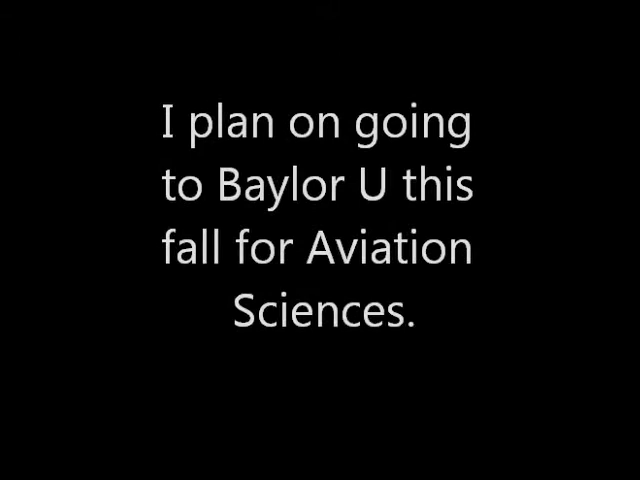 I plan on going
to Baylor U this
fall for Aviation
Sciences.